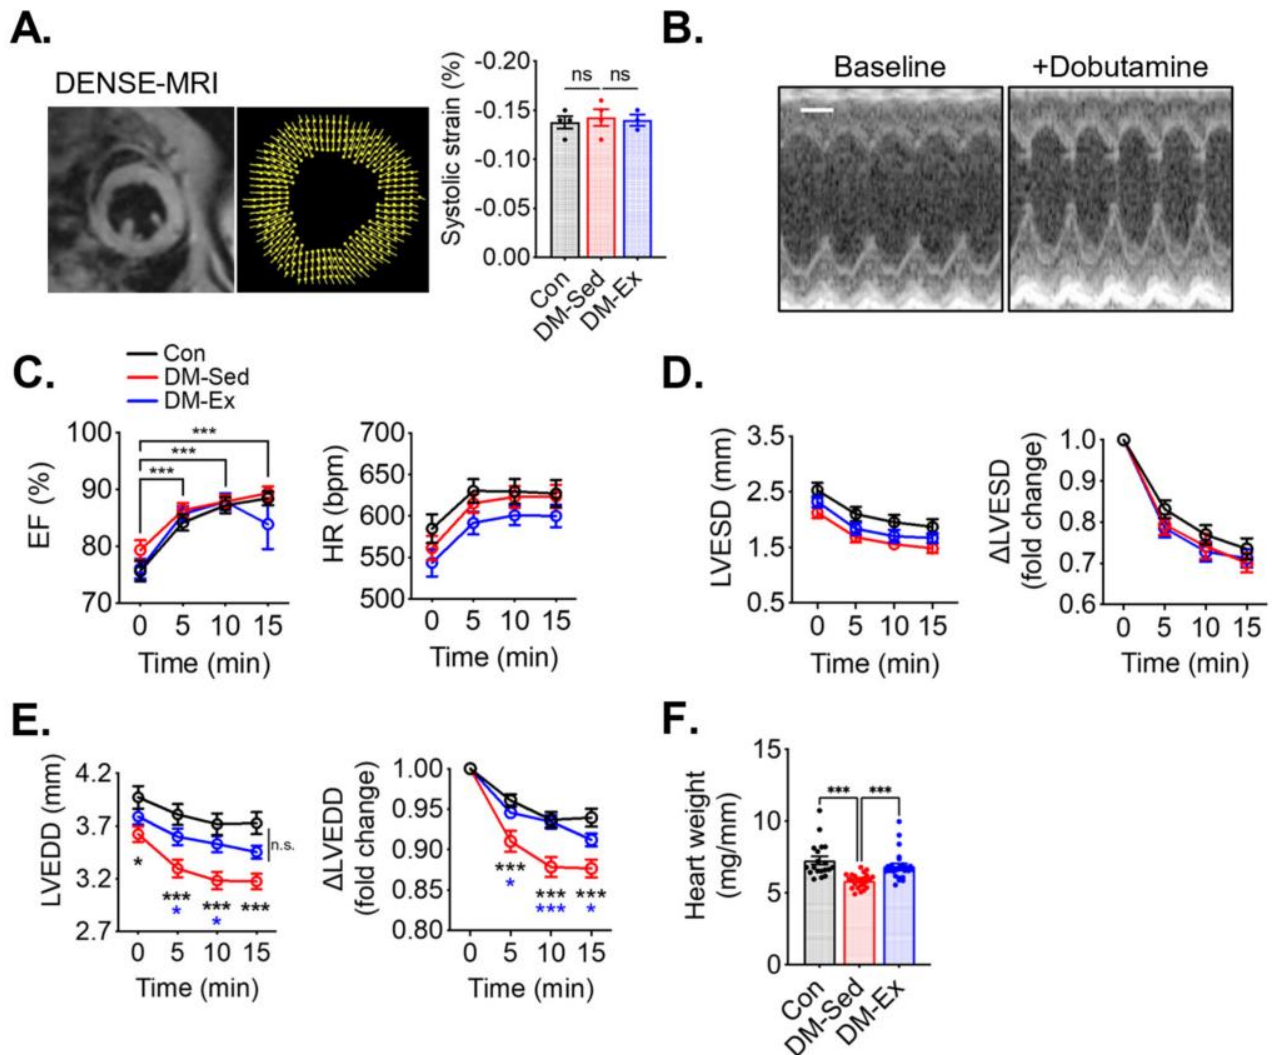 A.
DENSE-MRI
Systolic strain (%)
-0.20
-0.15
-0.10
-0.05
0.00
ns ns
Con
DM-Sed
DM-Ex
B.
Baseline
+Dobutamine
C.
Con
DM-Sed
DM-Ex
EF (%)
100
90
80
70
***
***
***
0 5 10 15
Time (min)
HR (bpm)
700
650
600
550
500
0 5 10 15
Time (min)
D.
LVESD (mm)
3.5
2.5
1.5
0.5
0 5 10 15
Time (min)
ΔLVESD
(fold change)
1.0
0.9
0.8
0.7
0.6
0 5 10 15
Time (min)
E.
LVEDD (mm)
4.2
3.7
3.2
2.7
n.s.
*
*** *** ***
* *
0 5 10 15
Time (min)
ΔLVEDD
(fold change)
1.00
0.95
0.90
0.85
0.80
*** *** ***
* *** *
0 5 10 15
Time (min)
F.
Heart weight
(mg/mm)
15
10
5
0
*** ***
Con
DM-Sed
DM-Ex